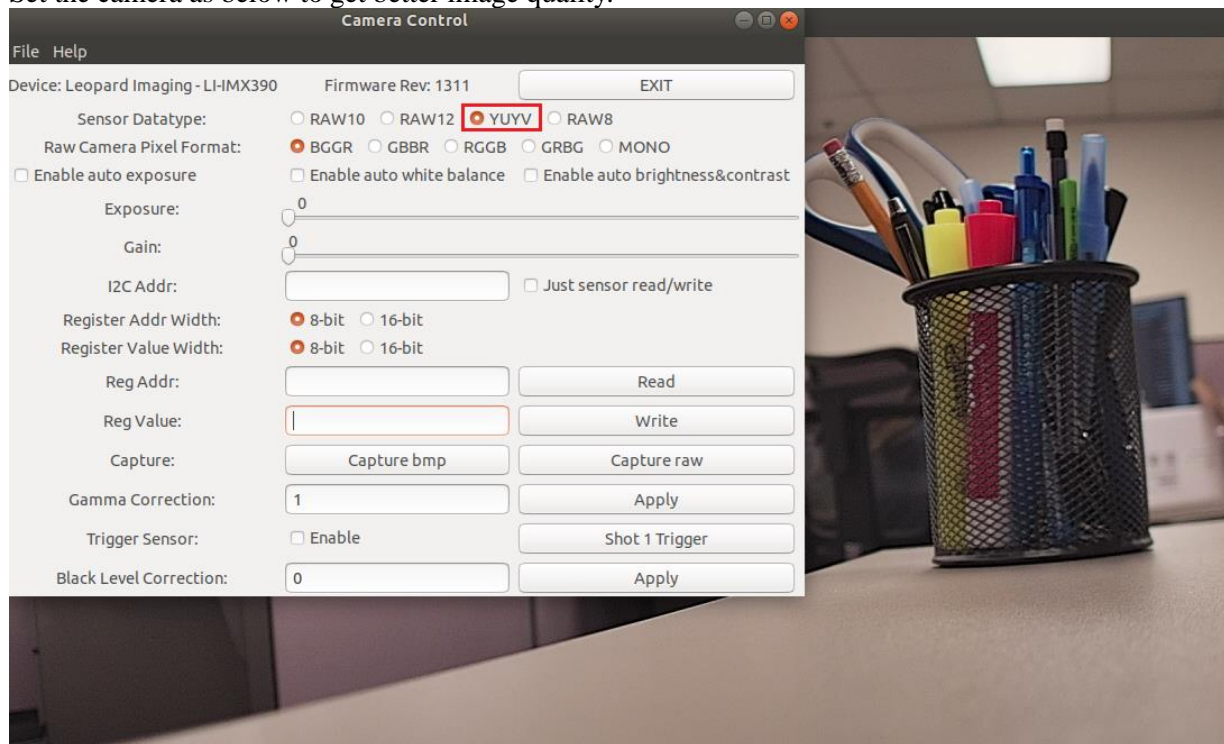 Set the camera as below to get better image quality.
Camera Control
File Help
Device: Leopard Imaging - LI-IMX390 Firmware Rev: 1311 EXIT
Sensor Datatype: RAW10 RAW12 YUYV RAW8
Raw Camera Pixel Format: BGGR GBBR RGGB GRBG MONO
Enable auto exposure Enable auto white balance Enable auto brightness&contrast
Exposure: 0
Gain: 0
I2C Addr: Just sensor read/write
Register Addr Width: 8-bit 16-bit
Register Value Width: 8-bit 16-bit
Reg Addr: Read
Reg Value: Write
Capture: Capture bmp Capture raw
Gamma Correction: 1 Apply
Trigger Sensor: Enable Shot 1 Trigger
Black Level Correction: 0 Apply